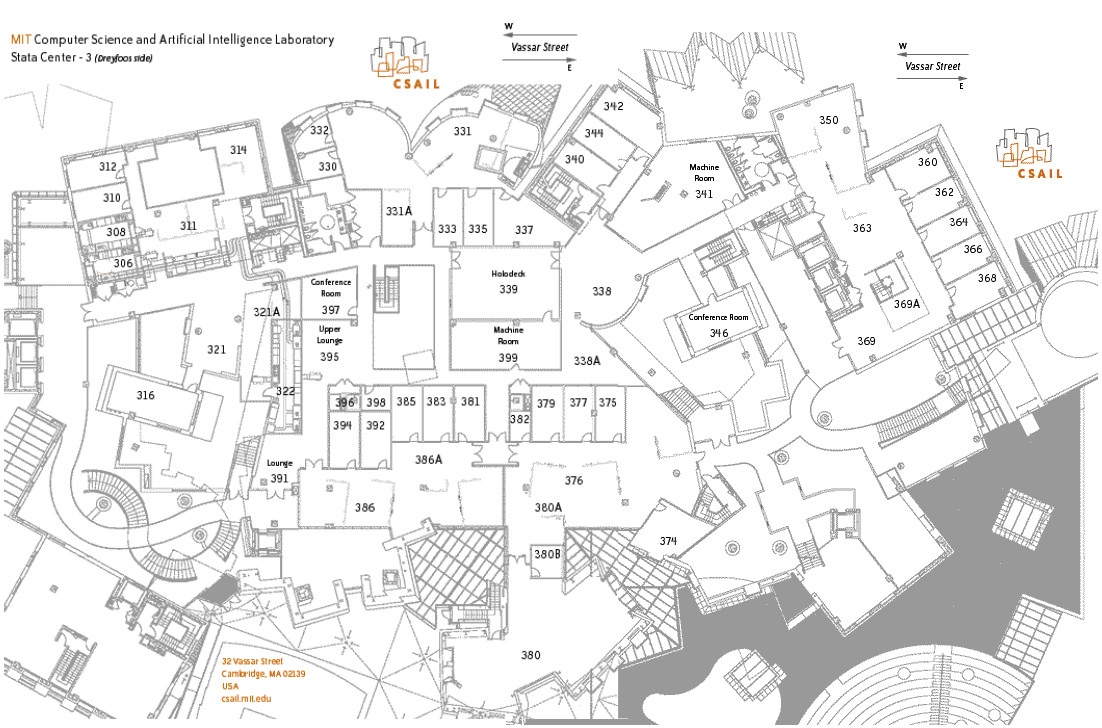 MIT Computer Science and Artificial Intelligence Laboratory
Stata Center - 3 (Dreyfoos side)
CSAIL
W
Vassar Street
E
W
Vassar Street
E
CSAIL
342
344
340
350
332
330
331
314
312
310
308
306
311
331A
333
335
337
Machine
Room
341
360
362
364
366
368
363
369A
369
Holodeck
339
338
Conference
Room
397
321A
321
Upper
Lounge
395
Machine
Room
399
338A
Conference Room
346
316
322
396
398
385
383
381
394
392
382
379
377
375
386A
Lounge
391
376
386
380A
374
380B
380
32 Vassar Street
Cambridge, MA 02139
USA
csail.mit.edu